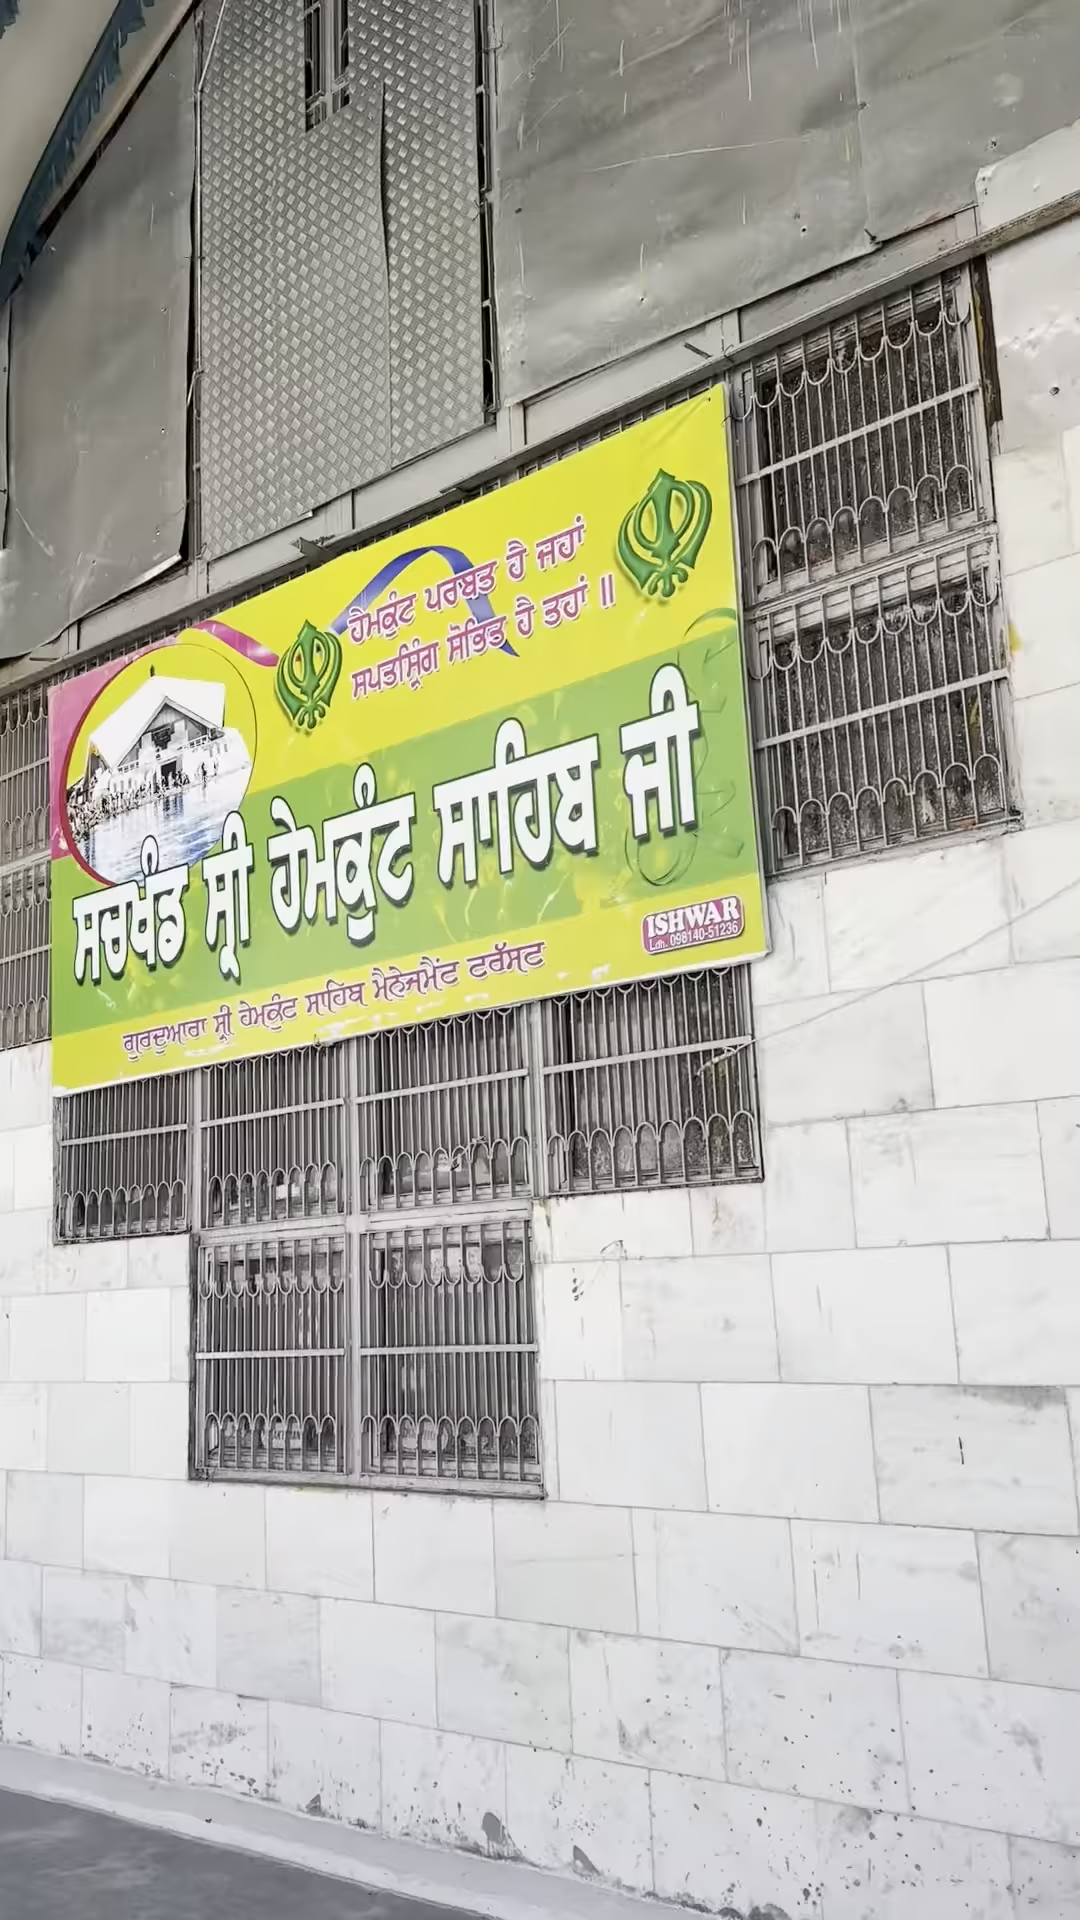 ਹੇਮਕੁੰਟ ਪਰਬਤ ਹੈ ਜਹਾਂ
ਸਪਤਸ੍ਰਿੰਗ ਸੋਭਿਤ ਹੈ ਤਹਾਂ ॥
ਸਚਖੰਡ ਸ੍ਰੀ ਹੇਮਕੁੰਟ ਸਾਹਿਬ ਜੀ
ਗੁਰਦੁਆਰਾ ਸ੍ਰੀ ਹੇਮਕੁੰਟ ਸਾਹਿਬ ਮੈਨੇਜਮੈਂਟ ਟਰੱਸਟ
ISHWAR
Ldh. 098140-51236